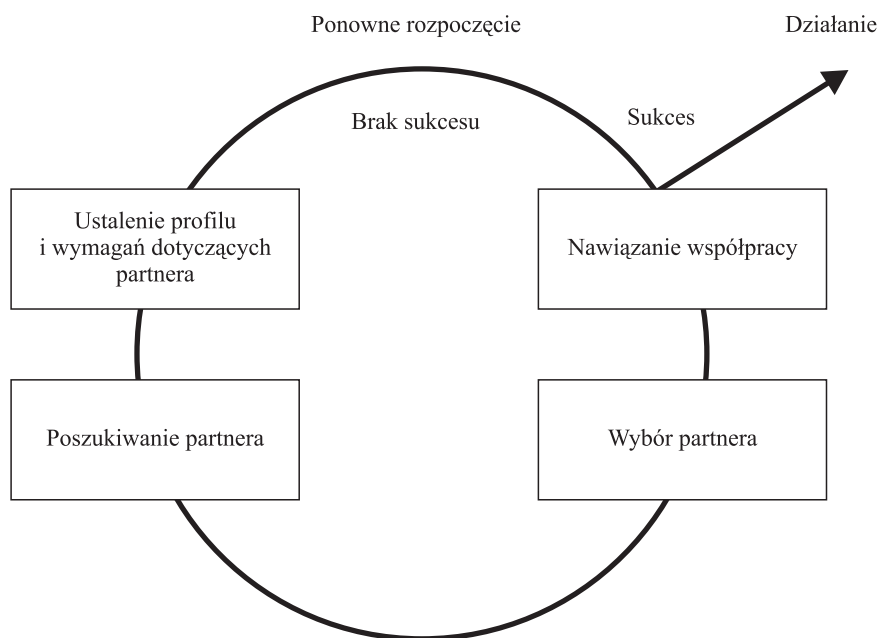 Ponowne rozpoczęcie
Działanie
Brak sukcesu
Sukces
Ustalenie profilu
i wymagań dotyczących
partnera
Nawiązanie współpracy
Poszukiwanie partnera
Wybór partnera